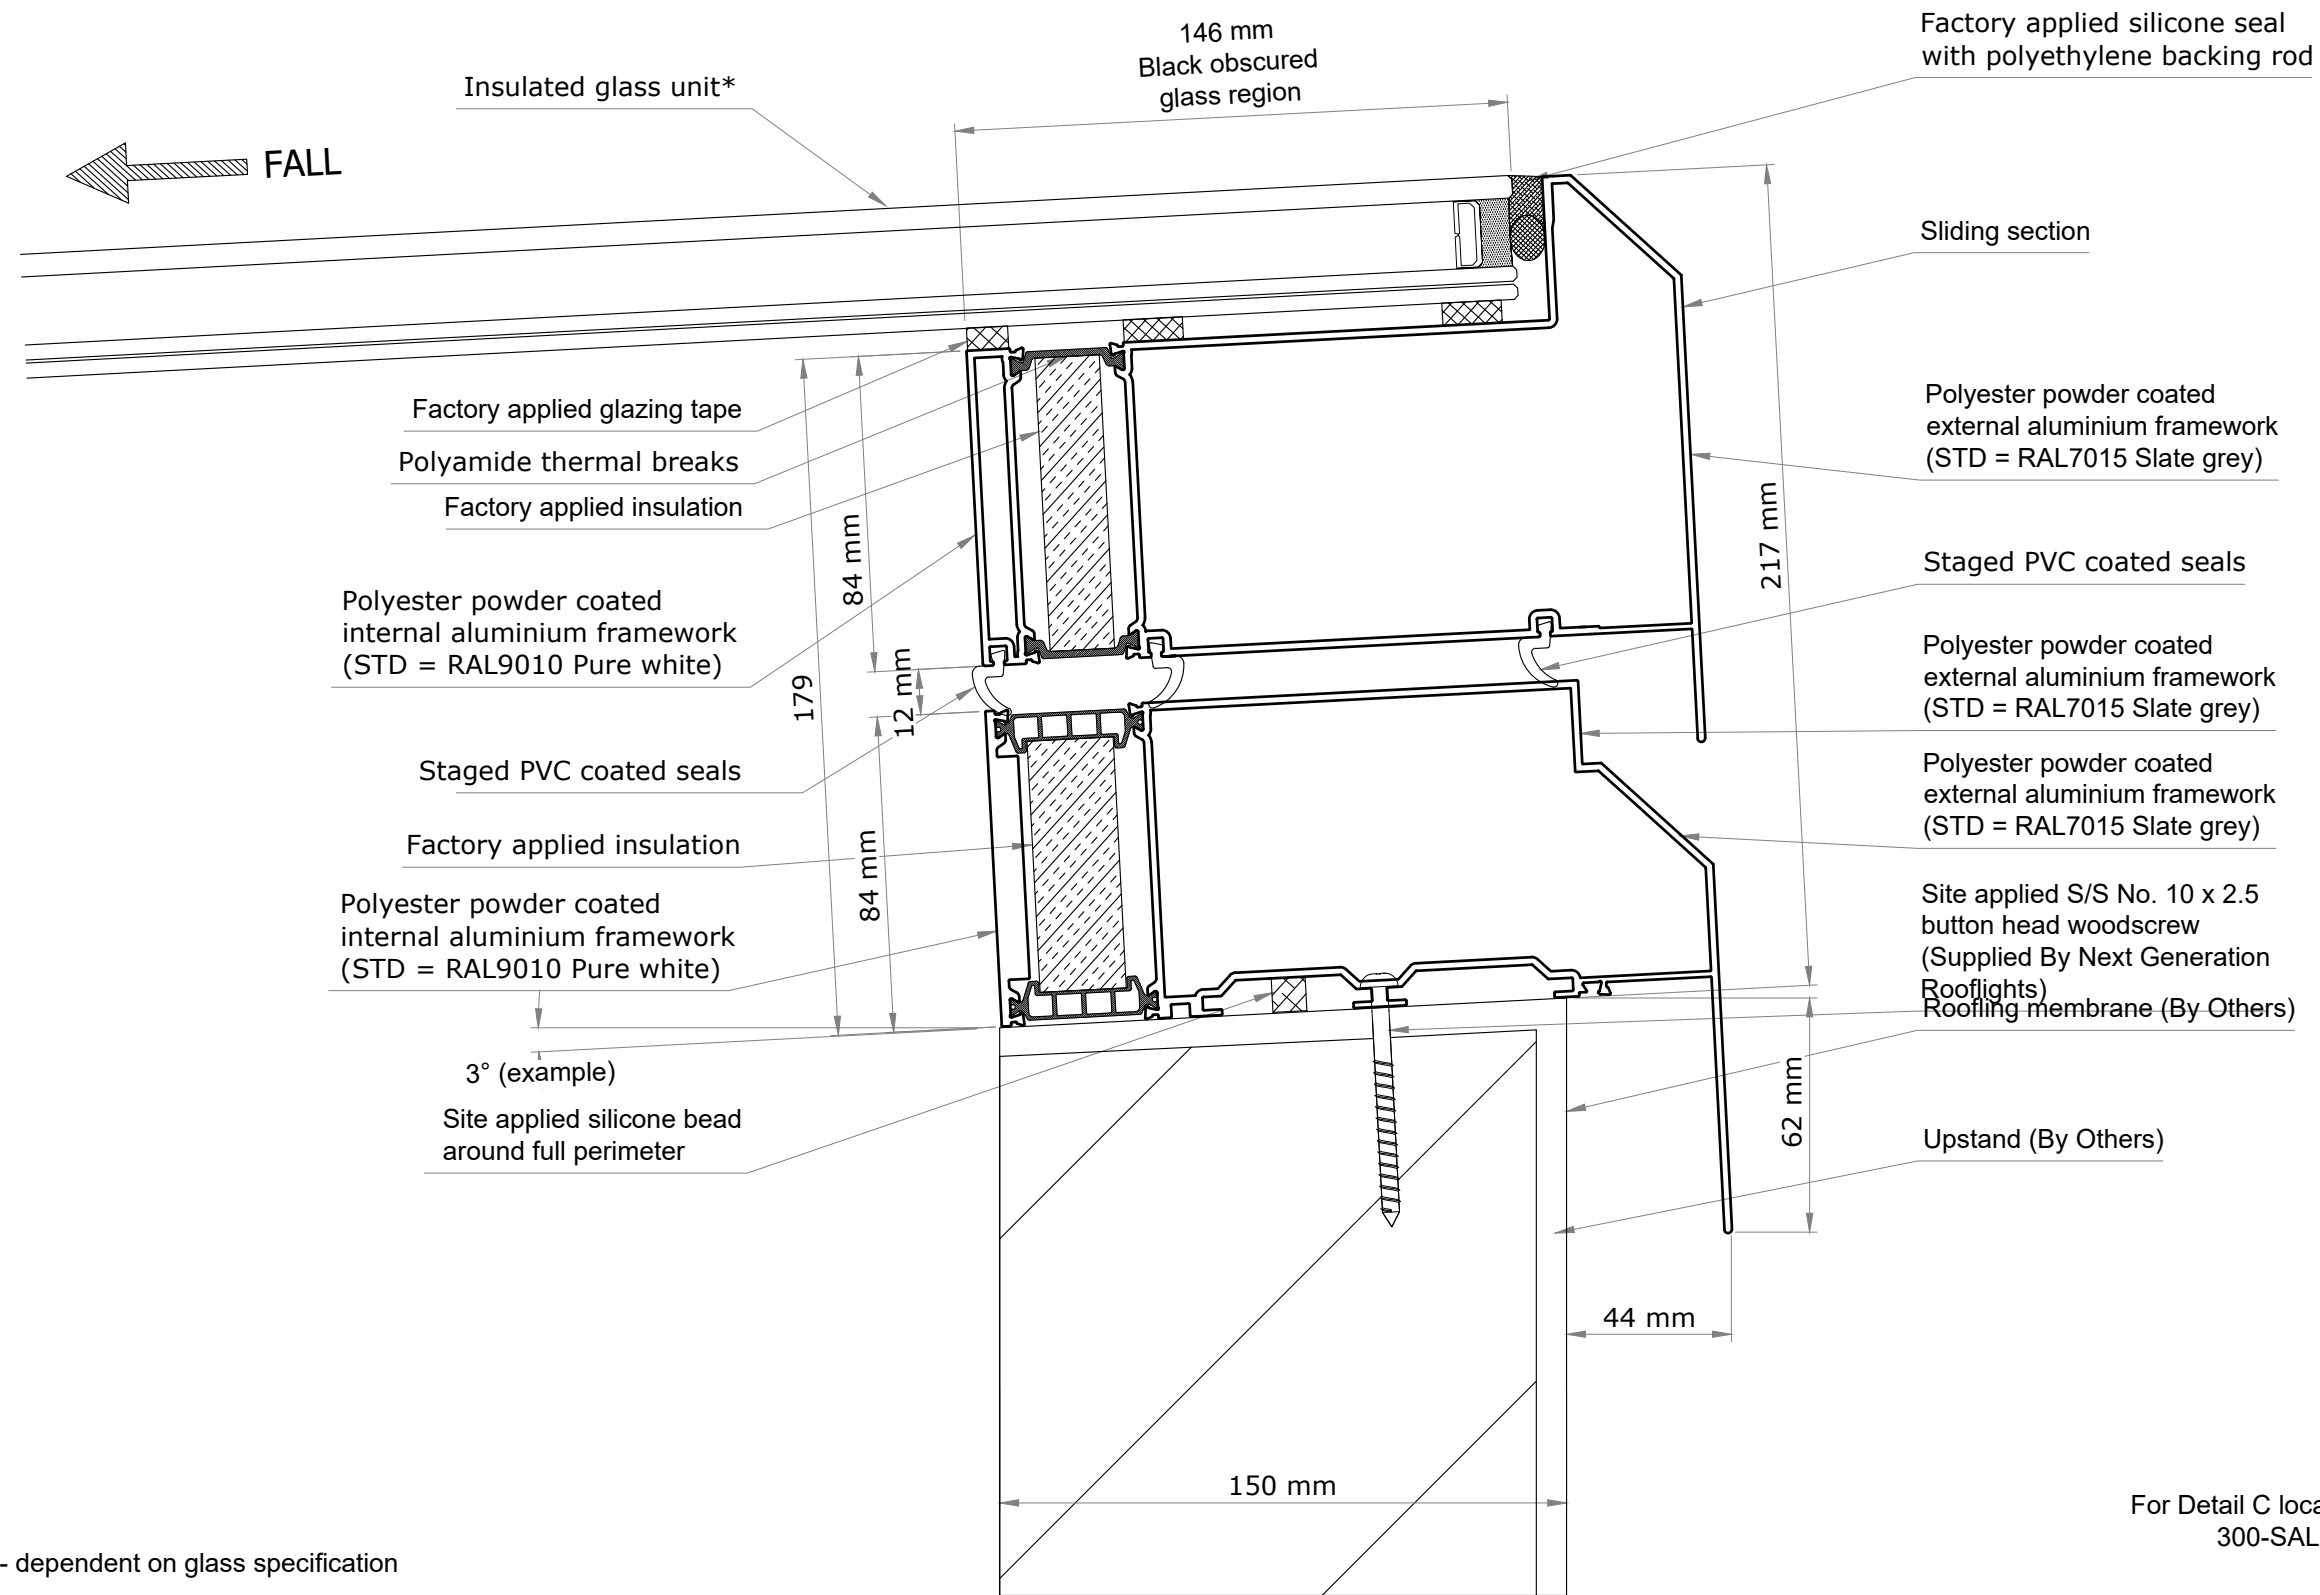 146 mm
Black obscured
glass region
Factory applied silicone seal
with polyethylene backing rod
Insulated glass unit*
FALL
Sliding section
Factory applied glazing tape
Polyamide thermal breaks
Factory applied insulation
Polyester powder coated
external aluminium framework
(STD = RAL7015 Slate grey)
84 mm
217 mm
Staged PVC coated seals
Polyester powder coated
internal aluminium framework
(STD = RAL9010 Pure white)
179
12 mm
Polyester powder coated
external aluminium framework
(STD = RAL7015 Slate grey)
Staged PVC coated seals
Polyester powder coated
external aluminium framework
(STD = RAL7015 Slate grey)
Factory applied insulation
84 mm
Polyester powder coated
internal aluminium framework
(STD = RAL9010 Pure white)
Site applied S/S No. 10 x 2.5
button head woodscrew
(Supplied By Next Generation
Rooflights)
Roofling membrane (By Others)
3° (example)
62 mm
Site applied silicone bead
around full perimeter
Upstand (By Others)
44 mm
150 mm
For Detail C loca
300-SAL
- dependent on glass specification